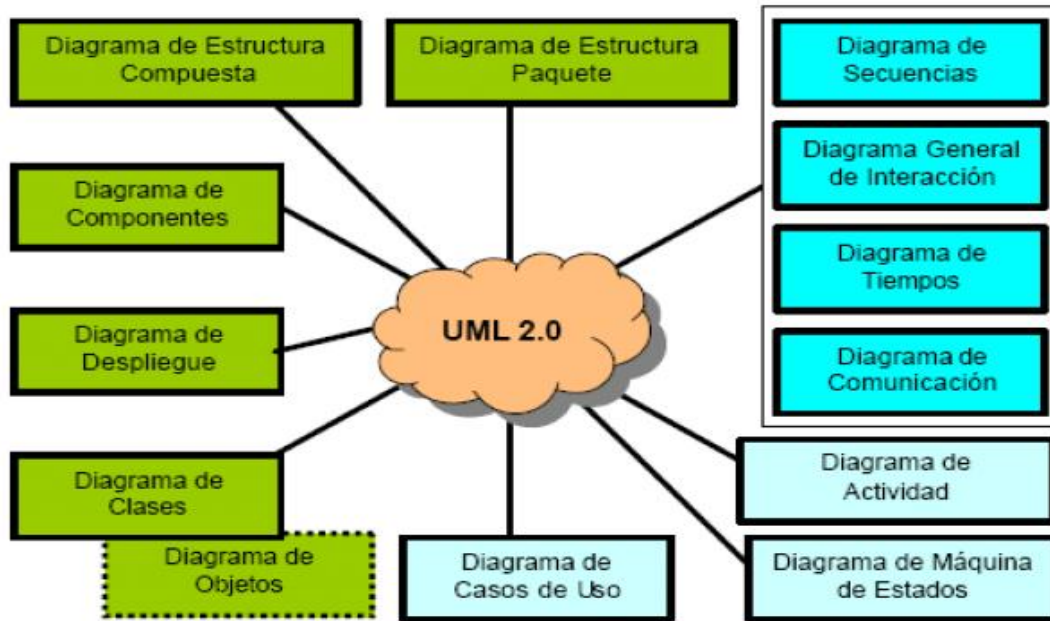 Diagrama de Estructura
Compuesta
Diagrama de Estructura
Paquete
Diagrama de
Secuencias
Diagrama General
de Interacción
Diagrama de
Componentes
Diagrama de
Tiempos
UML 2.0
Diagrama de
Despliegue
Diagrama de
Comunicación
Diagrama de
Clases
Diagrama de
Actividad
Diagrama de
Objetos
Diagrama de
Casos de Uso
Diagrama de Máquina
de Estados